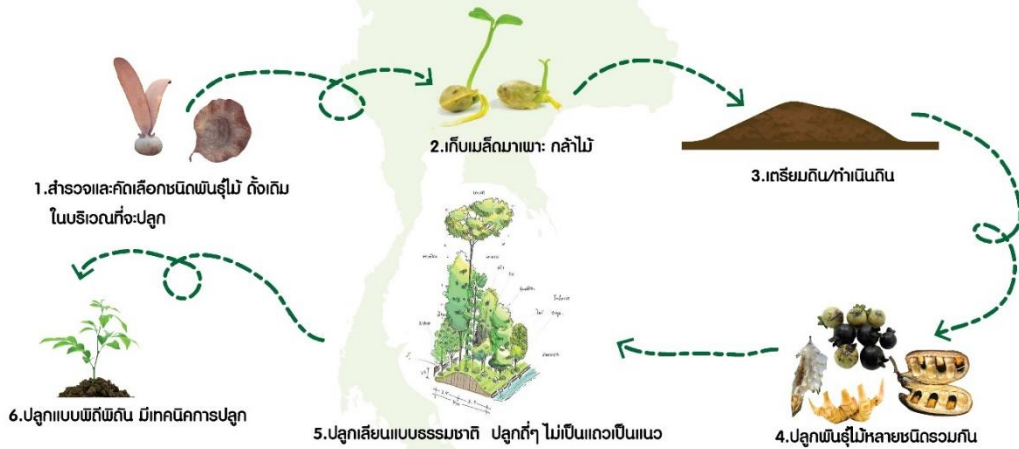 1.สำรวจและคัดเลือกชนิดพันธุ์ไม้ ดั้งเดิม
ในบริเวณที่จะปลูก
2.เก็บเมล็ดมาเพาะ กล้าไม้
3.เตรียมดิน/ทำเนินดิน
4.ปลูกพันธุ์ไม้หลายชนิดรวมกัน
5.ปลูกเลียนแบบธรรมชาติ ปลูกถี่ๆ ไม่เป็นแถวเป็นแนว
6.ปลูกแบบพิถีพิถัน มีเทคนิคการปลูก